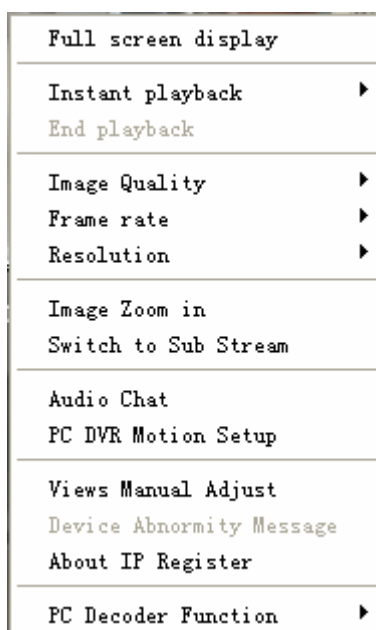 Full screen display
Instant playback
End playback
Image Quality
Frame rate
Resolution
Image Zoom in
Switch to Sub Stream
Audio Chat
PC DVR Motion Setup
Views Manual Adjust
Device Abnormity Message
About IP Register
PC Decoder Function